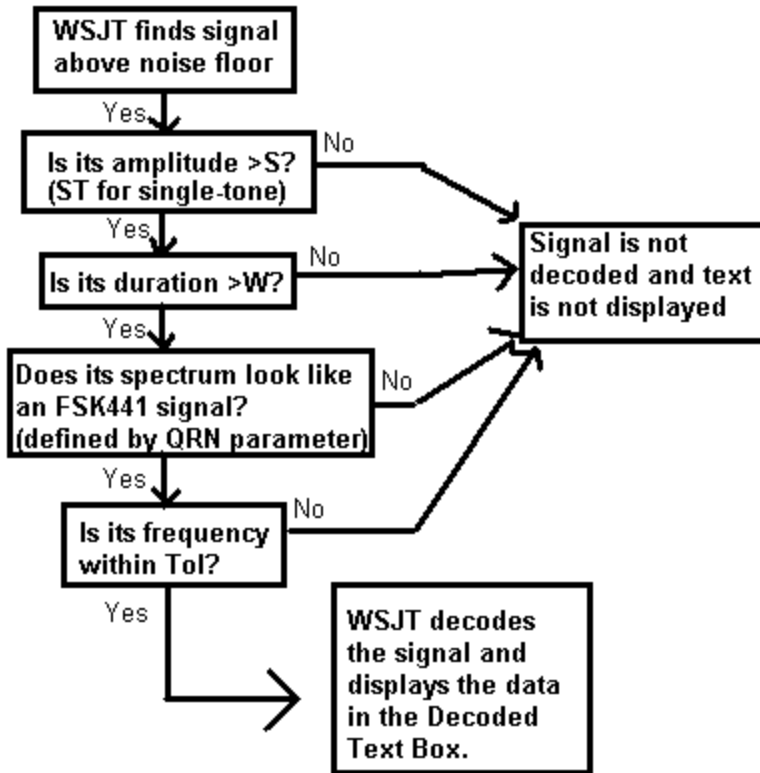 WSJT finds signal
above noise floor
Yes
Is its amplitude >S?
(ST for single-tone)
No
Yes
Is its duration >W?
No
Signal is not
decoded and text
is not displayed
Yes
Does its spectrum look like
an FSK441 signal?
(defined by QRN parameter)
No
Yes
Is its frequency
within Tol?
No
Yes
WSJT decodes
the signal and
displays the data
in the Decoded
Text Box.